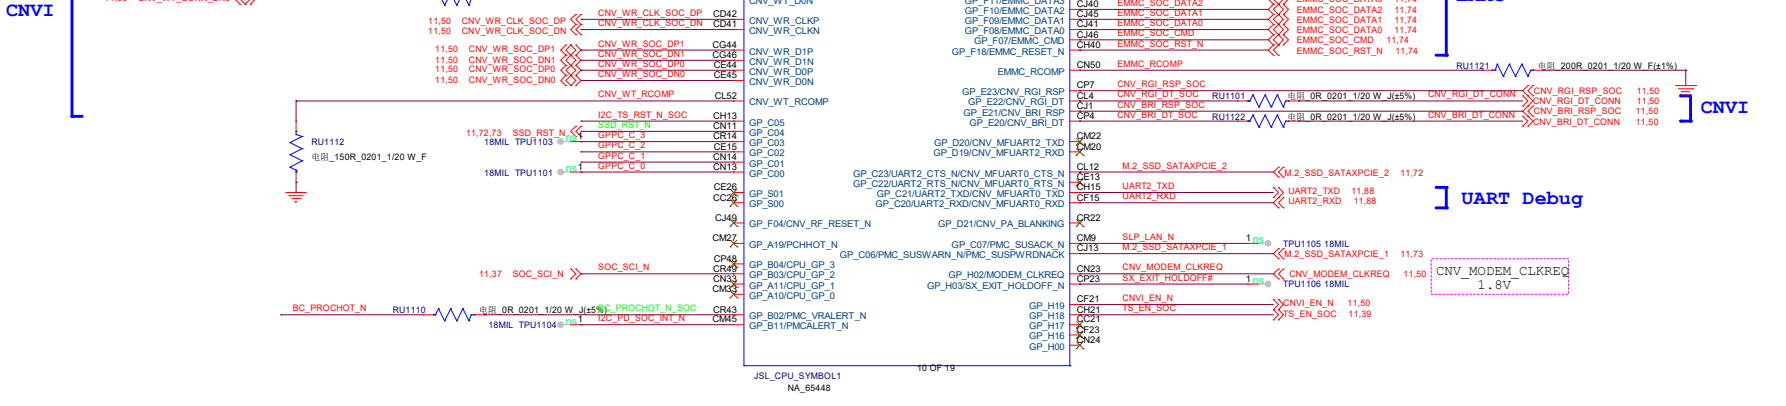 CNVI
CNV_WT_D0N
CNV_WR_CLK_SOC_DP CD42 CNV_WR_CLKP
11,50 CNV_WR_CLK_SOC_DP
CNV_WR_CLK_SOC_DN CD41 CNV_WR_CLKN
11,50 CNV_WR_CLK_SOC_DN
11,50 CNV_WR_SOC_DP1 CNV_WR_SOC_DP1 CG44 CNV_WR_D1P
11,50 CNV_WR_SOC_DN1 CNV_WR_SOC_DN1 CG46 CNV_WR_D1N
11,50 CNV_WR_SOC_DP0 CNV_WR_SOC_DP0 CE44 CNV_WR_D0P
11,50 CNV_WR_SOC_DN0 CNV_WR_SOC_DN0 CE45 CNV_WR_D0N
CNV_WT_RCOMP CL52 CNV_WT_RCOMP
RU1112
电阻_150R_0201_1/20 W_F
I2C_TS_RST_N_SOC CH13 GP_C05
11,72,73 SSD_RST_N SSD_RST_N CN11 GP_C04
18MIL TPU1103 ns 1 GPPC_C_3 CR14 GP_C03
GPPC_C_2 CE15 GP_C02
GPPC_C_1 CN14 GP_C01
18MIL TPU1101 ns 1 GPPC_C_0 CN13 GP_C00
CE26 GP_S01
CC26 GP_S00
CJ49 GP_F04/CNV_RF_RESET_N
CM27 GP_A19/PCHHOT_N
CP48 GP_B04/CPU_GP_3
11,37 SOC_SCI_N SOC_SCI_N CR49 GP_B03/CPU_GP_2
CN33 GP_A11/CPU_GP_1
CM33 GP_A10/CPU_GP_0
BC_PROCHOT_N RU1110 电阻_0R_0201_1/20 W_J(±5%) BC_PROCHOT_N_SOC CR43 GP_B02/PMC_VRALERT_N
18MIL TPU1104 ns 1 I2C_PD_SOC_INT_N CM45 GP_B11/PMCALERT_N
GP_F11/EMMC_DATA3
GP_F10/EMMC_DATA2 CJ40 EMMC_SOC_DATA2 EMMC_SOC_DATA2 11,74
GP_F09/EMMC_DATA1 CJ45 EMMC_SOC_DATA1 EMMC_SOC_DATA1 11,74
GP_F08/EMMC_DATA0 CJ41 EMMC_SOC_DATA0 EMMC_SOC_DATA0 11,74
GP_F07/EMMC_CMD CJ46 EMMC_SOC_CMD EMMC_SOC_CMD 11,74
GP_F18/EMMC_RESET_N CH40 EMMC_SOC_RST_N EMMC_SOC_RST_N 11,74
EMMC_RCOMP CN50 EMMC_RCOMP RU1121 电阻_200R_0201_1/20 W_F(±1%)
GP_E23/CNV_RGI_RSP CP7 CNV_RGI_RSP_SOC CNV_RGI_RSP_SOC 11,50
GP_E22/CNV_RGI_DT CL4 CNV_RGI_DT_SOC RU1101 电阻_0R_0201_1/20 W_J(±5%) CNV_RGI_DT_CONN CNV_RGI_DT_CONN 11,50
GP_E21/CNV_BRI_RSP CJ1 CNV_BRI_RSP_SOC CNV_BRI_RSP_SOC 11,50
GP_E20/CNV_BRI_DT CP4 CNV_BRI_DT_SOC RU1122 电阻_0R_0201_1/20 W_J(±5%) CNV_BRI_DT_CONN CNV_BRI_DT_CONN 11,50
CNVI
GP_D20/CNV_MFUART2_TXD CM22
GP_D19/CNV_MFUART2_RXD CM20
GP_C23/UART2_CTS_N/CNV_MFUART0_CTS_N CL12 M.2_SSD_SATAXPCIE_2 M.2_SSD_SATAXPCIE_2 11,72
GP_C22/UART2_RTS_N/CNV_MFUART0_RTS_N CE13
GP_C21/UART2_TXD/CNV_MFUART0_TXD CH15 UART2_TXD UART2_TXD 11,88
GP_C20/UART2_RXD/CNV_MFUART0_RXD CF15 UART2_RXD UART2_RXD 11,88
UART Debug
GP_D21/CNV_PA_BLANKING CR22
GP_C07/PMC_SUSACK_N CM9 SLP_LAN_N 1 ns TPU1105 18MIL
GP_C06/PMC_SUSWARN_N/PMC_SUSPWRDNACK CJ13 M.2_SSD_SATAXPCIE_1 M.2_SSD_SATAXPCIE_1 11,73
GP_H02/MODEM_CLKREQ CN23 CNV_MODEM_CLKREQ CNV_MODEM_CLKREQ 11,50
GP_H03/SX_EXIT_HOLDOFF_N CP23 SX_EXIT_HOLDOFF# 1 ns TPU1106 18MIL
CNV_MODEM_CLKREQ
1.8V
GP_H19 CF21 CNVI_EN_N CNVI_EN_N 11,50
GP_H18 CH21 TS_EN_SOC TS_EN_SOC 11,39
GP_H17 CC21
GP_H16 CF23
GP_H00 CN24
10 OF 19
JSL_CPU_SYMBOL1
NA_65448